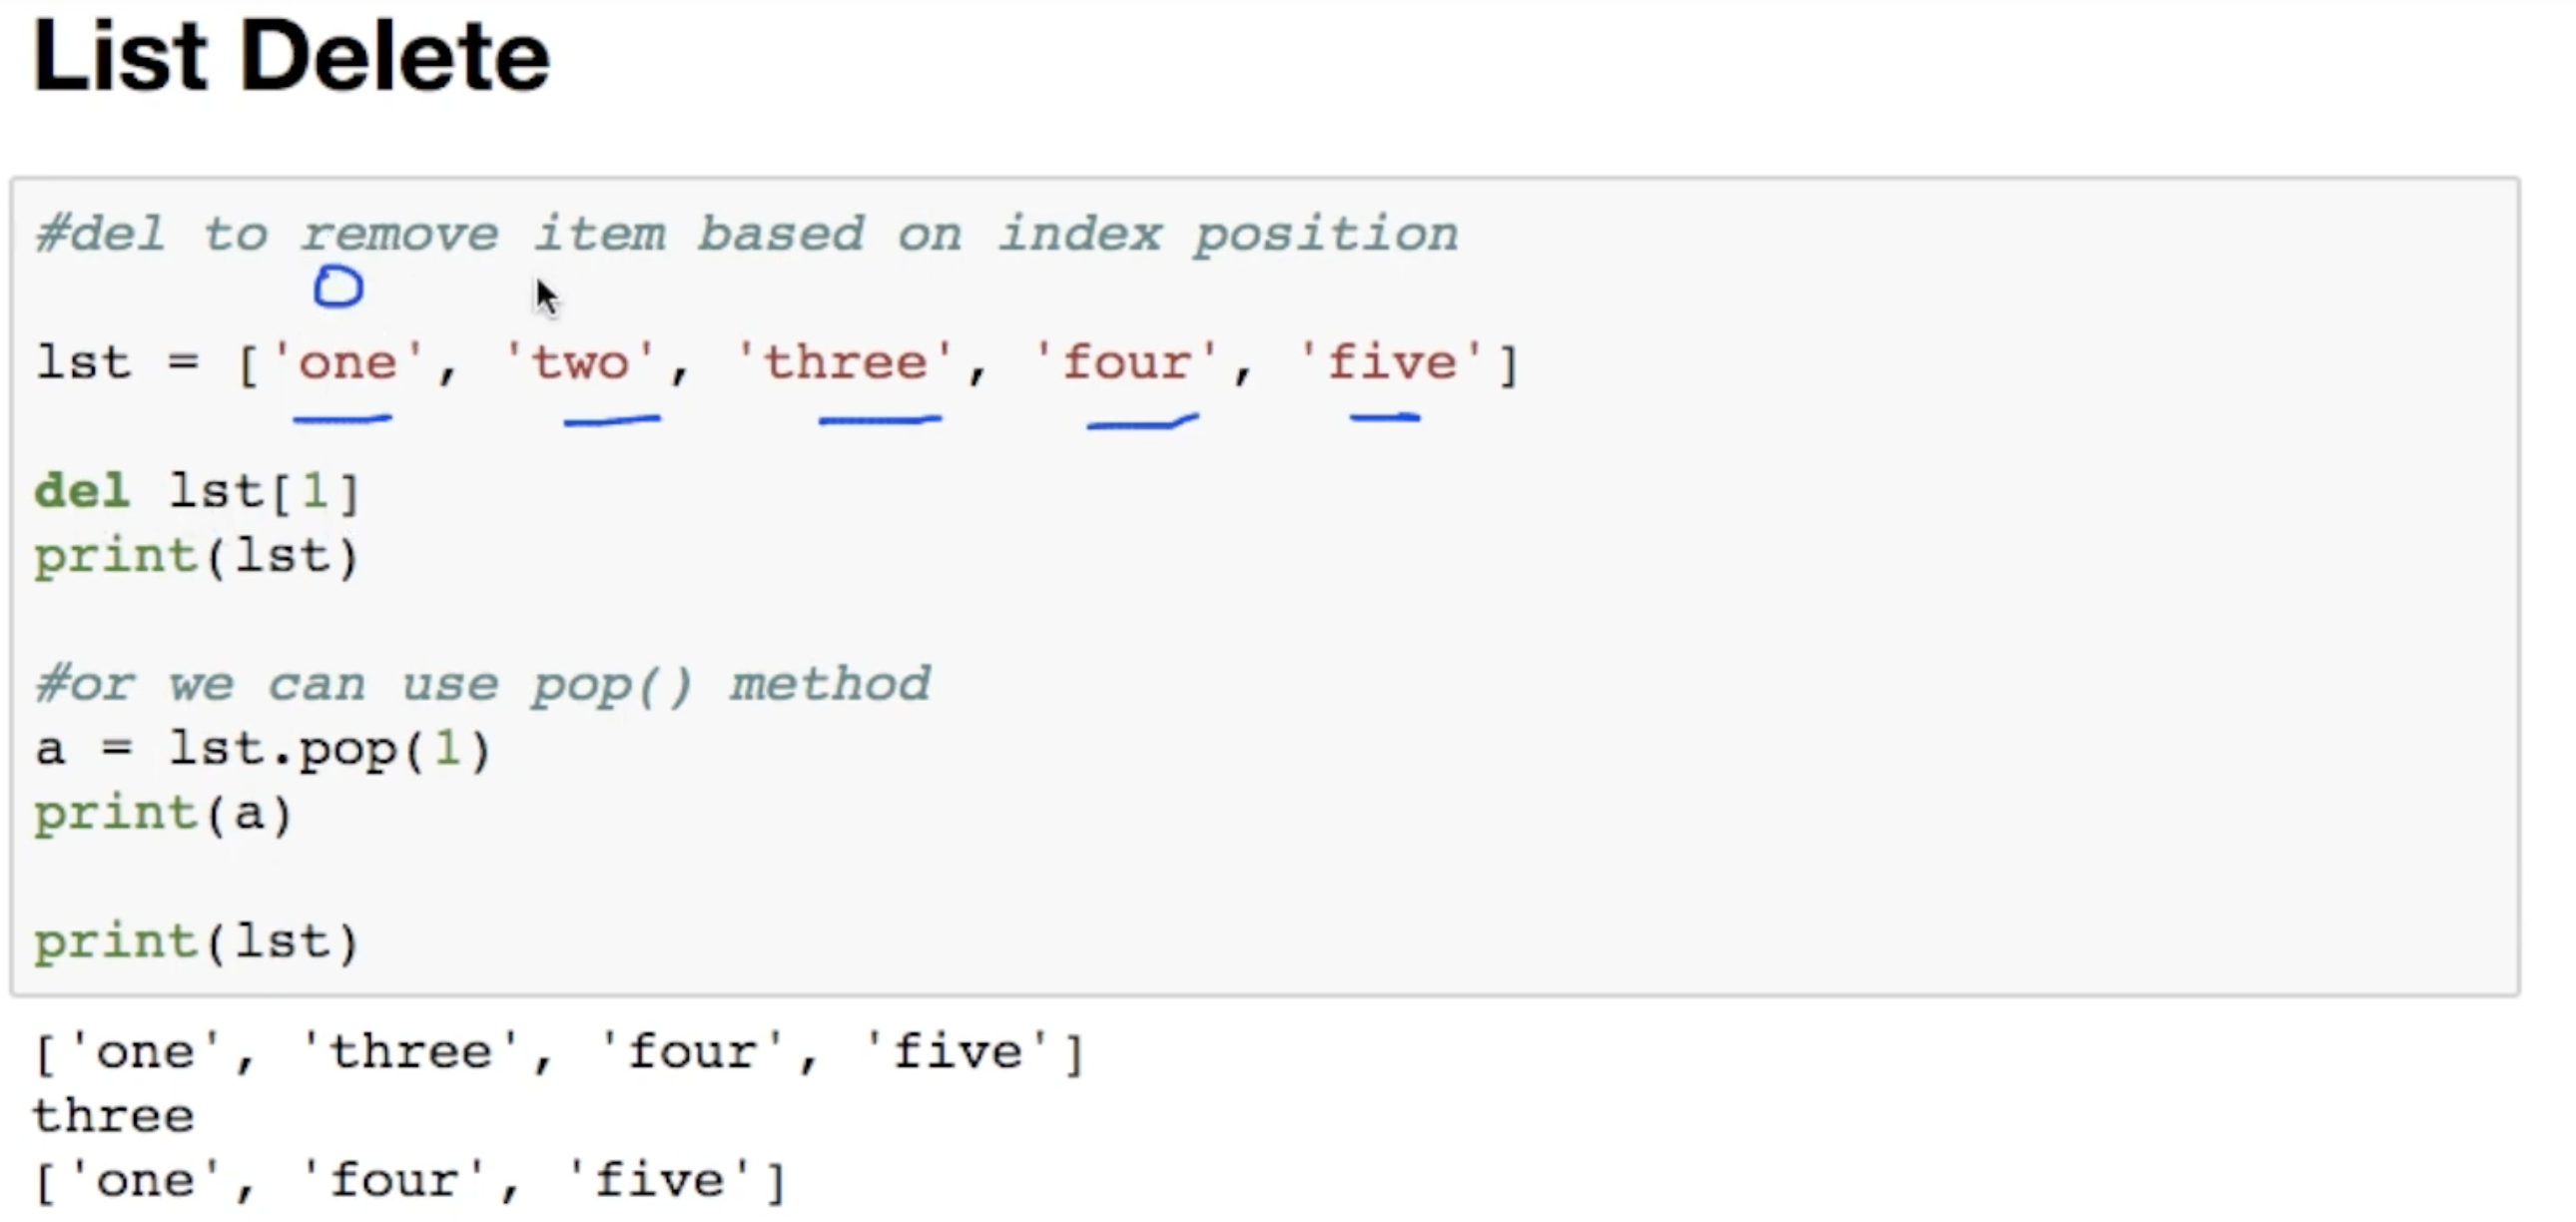 List Delete
#del to remove item based on index position
0
lst = ['one', 'two', 'three', 'four', 'five']
del lst[1]
print(lst)
#or we can use pop() method
a = lst.pop(1)
print(a)
print(lst)
['one', 'three', 'four', 'five']
three
['one', 'four', 'five']